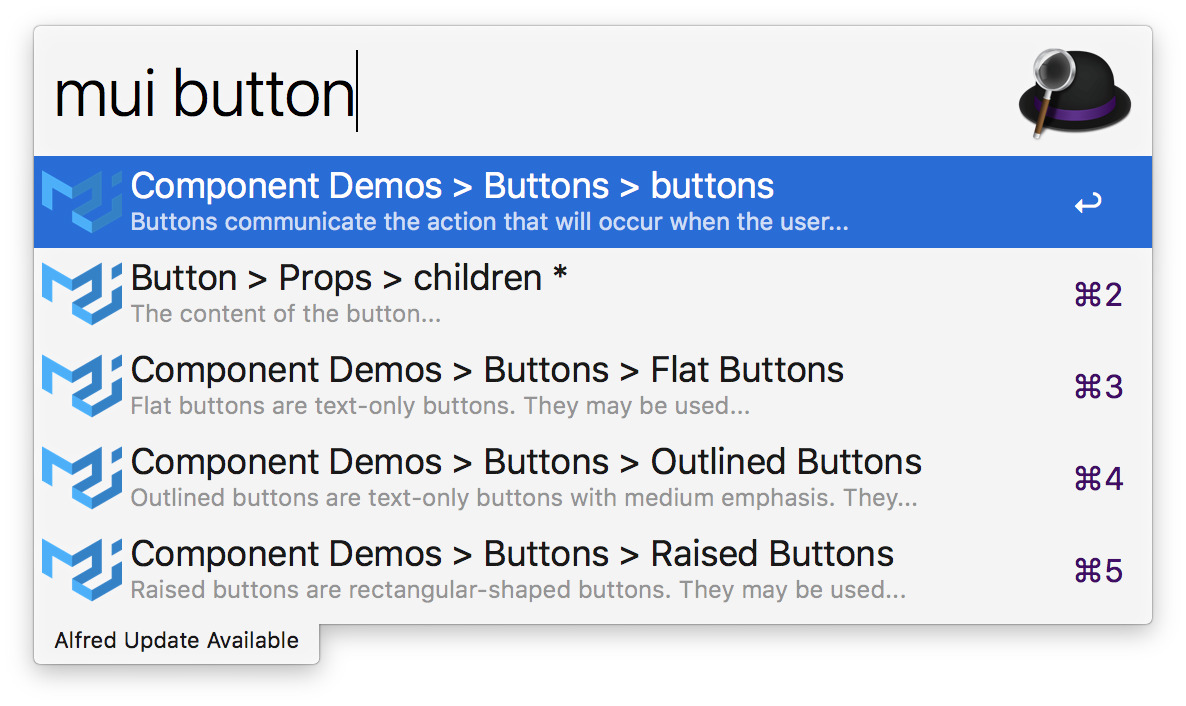 mui button
Component Demos > Buttons > buttons
Buttons communicate the action that will occur when the user...
↩
Button > Props > children *
The content of the button...
⌘2
Component Demos > Buttons > Flat Buttons
Flat buttons are text-only buttons. They may be used...
⌘3
Component Demos > Buttons > Outlined Buttons
Outlined buttons are text-only buttons with medium emphasis. They...
⌘4
Component Demos > Buttons > Raised Buttons
Raised buttons are rectangular-shaped buttons. They may be used...
⌘5
Alfred Update Available